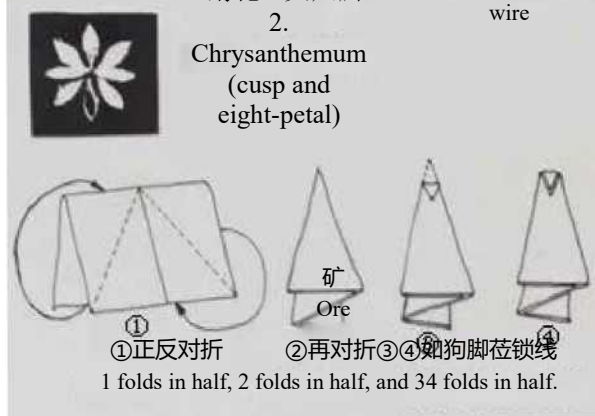 wire
2.
Chrysanthemum
(cusp and
eight-petal)
矿
Ore
①
④
①正反对折 ②再对折③④如狗脚莅锁线
1 folds in half, 2 folds in half, and 34 folds in half.